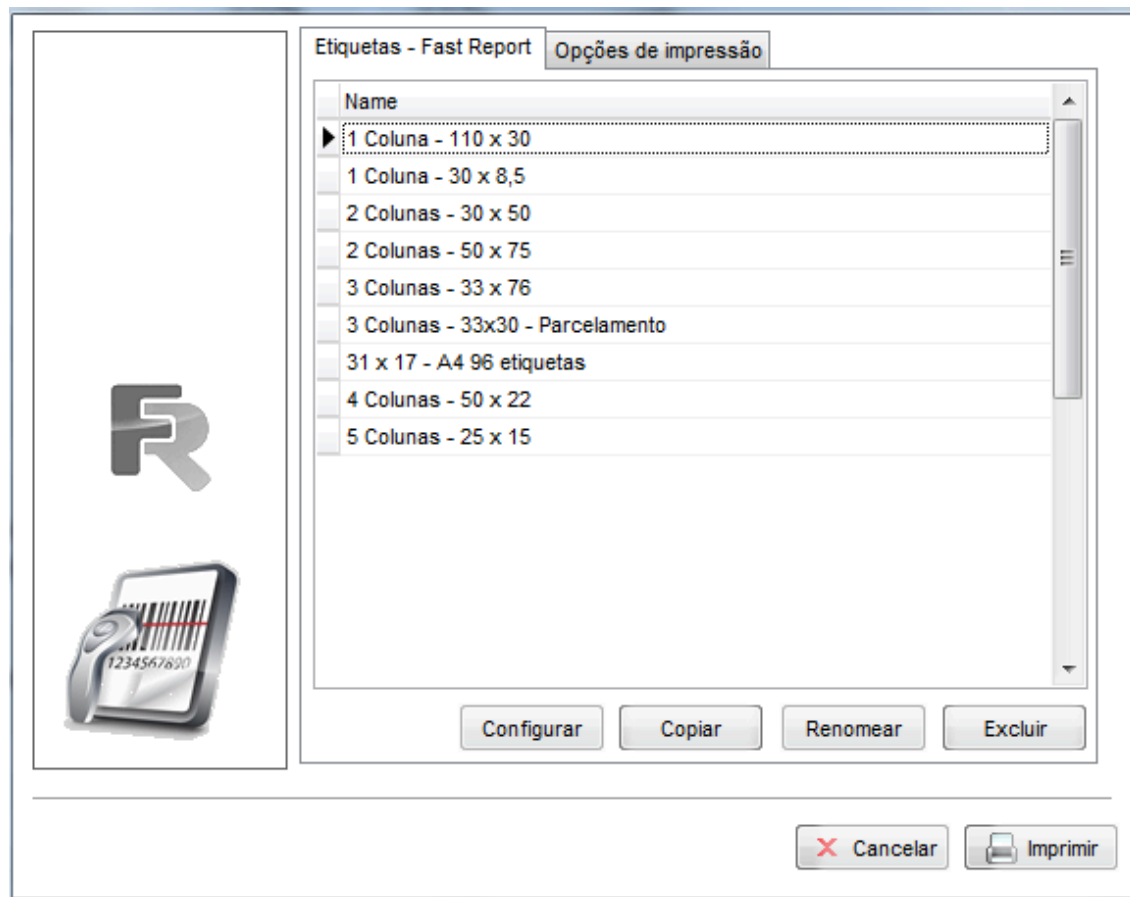 Etiquetas - Fast Report
Opções de impressão
Name
1 Coluna - 110 x 30
1 Coluna - 30 x 8,5
2 Colunas - 30 x 50
2 Colunas - 50 x 75
3 Colunas - 33 x 76
3 Colunas - 33x30 - Parcelamento
31 x 17 - A4 96 etiquetas
4 Colunas - 50 x 22
5 Colunas - 25 x 15
FR
1234567890
Configurar
Copiar
Renomear
Excluir
Cancelar
Imprimir